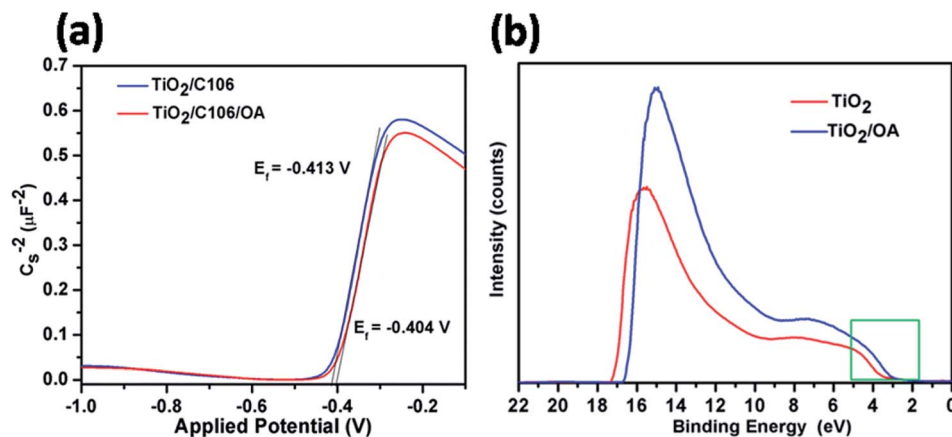 (a)
0.7
0.6
0.5
0.4
0.3
0.2
0.1
0.0
Cs⁻² (μF⁻²)
TiO₂/C106
TiO₂/C106/OA
E_f = -0.413 V
E_f = -0.404 V
-1.0 -0.8 -0.6 -0.4 -0.2
Applied Potential (V)
(b)
Intensity (counts)
TiO₂
TiO₂/OA
22 20 18 16 14 12 10 8 6 4 2 0
Binding Energy (eV)